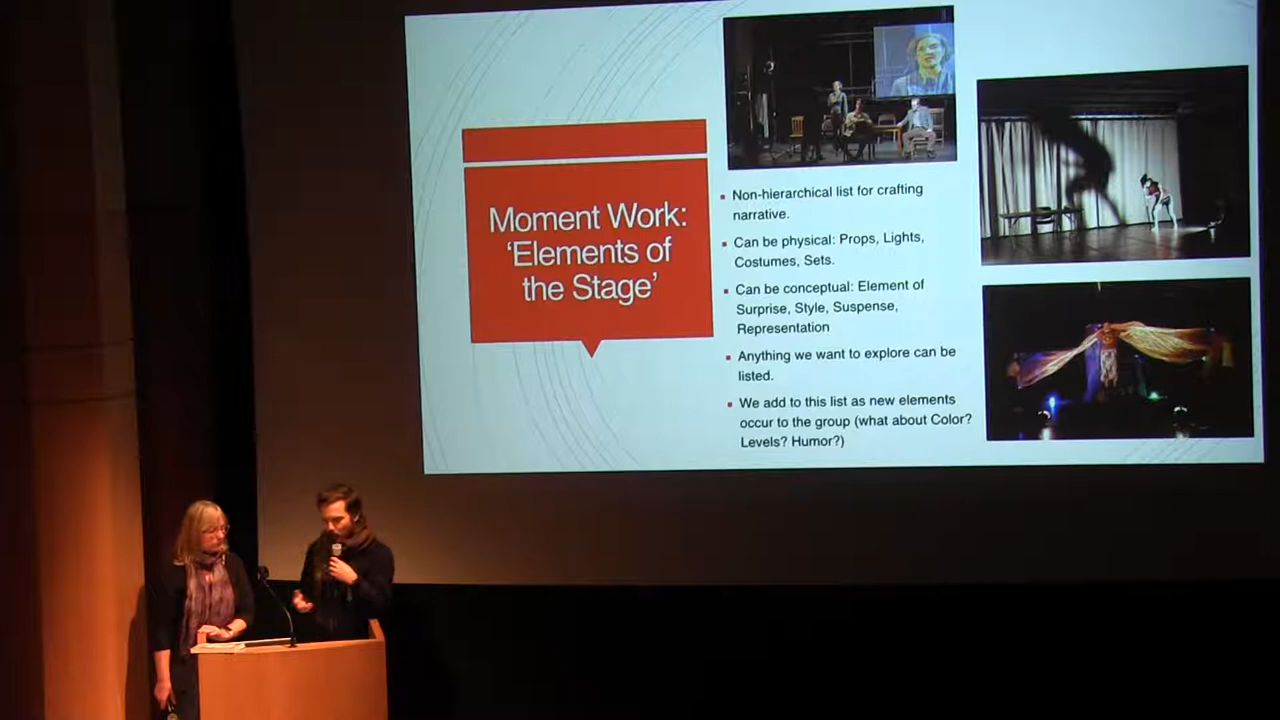 Moment Work:
‘Elements of
the Stage’
Non-hierarchical list for crafting
narrative.
Can be physical: Props, Lights,
Costumes, Sets.
Can be conceptual: Element of
Surprise, Style, Suspense,
Representation
Anything we want to explore can be
listed.
We add to this list as new elements
occur to the group (what about Color?
Levels? Humor?)